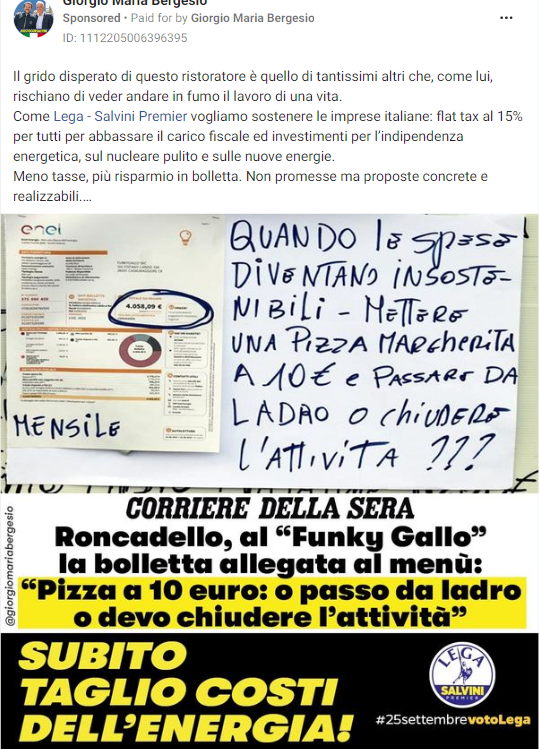 Giorgio Maria Bergesio
Sponsored • Paid for by Giorgio Maria Bergesio
ID: 1112205006396395
Il grido disperato di questo ristoratore è quello di tantissimi altri che, come lui,
rischiano di veder andare in fumo il lavoro di una vita.
Come Lega - Salvini Premier vogliamo sostenere le imprese italiane: flat tax al 15%
per tutti per abbassare il carico fiscale ed investimenti per l'indipendenza
energetica, sul nucleare pulito e sulle nuove energie.
Meno tasse, più risparmio in bolletta. Non promesse ma proposte concrete e
realizzabili....
enel
4.058,09 €
MENSILE
QUANDO le SPESE
DIVENTANO INSOSTE-
NIBILI - METTERE
UNA PIZZA MARGHERITA
A 10€ e PASSARE DA
LADRO O CHIUDERE
L'ATTIVITA ???
@giorgiomariabergesio
CORRIERE DELLA SERA
Roncadello, al “Funky Gallo”
la bolletta allegata al menù:
“Pizza a 10 euro: o passo da ladro
o devo chiudere l’attività”
SUBITO
TAGLIO COSTI
DELL’ENERGIA!
LEGA
SALVINI
PREMIER
#25settembrevotoLega